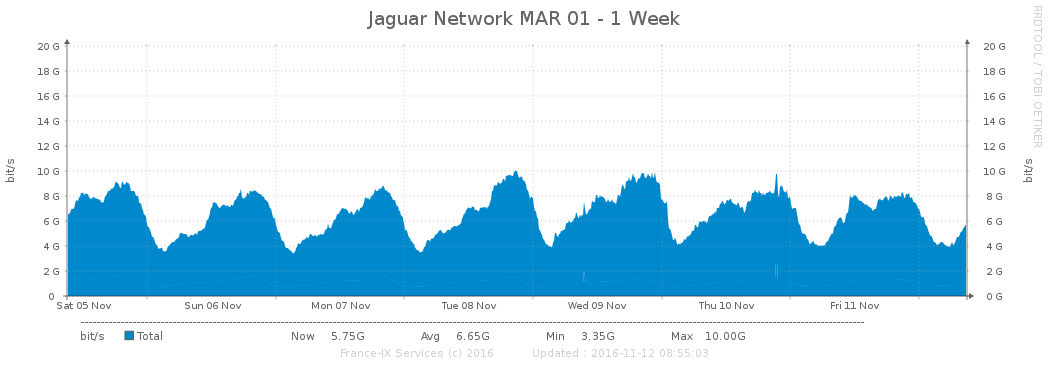 Jaguar Network MAR 01 - 1 Week
RRDTOOL / TOBI OETIKER
bit/s
bit/s
20 G 20 G
18 G 18 G
16 G 16 G
14 G 14 G
12 G 12 G
10 G 10 G
8 G 8 G
6 G 6 G
4 G 4 G
2 G 2 G
0 0 G
Sat 05 Nov Sun 06 Nov Mon 07 Nov Tue 08 Nov Wed 09 Nov Thu 10 Nov Fri 11 Nov
bit/s Total Now 5.75G Avg 6.65G Min 3.35G Max 10.00G
France-IX Services (c) 2016 Updated : 2016-11-12 08:55:03